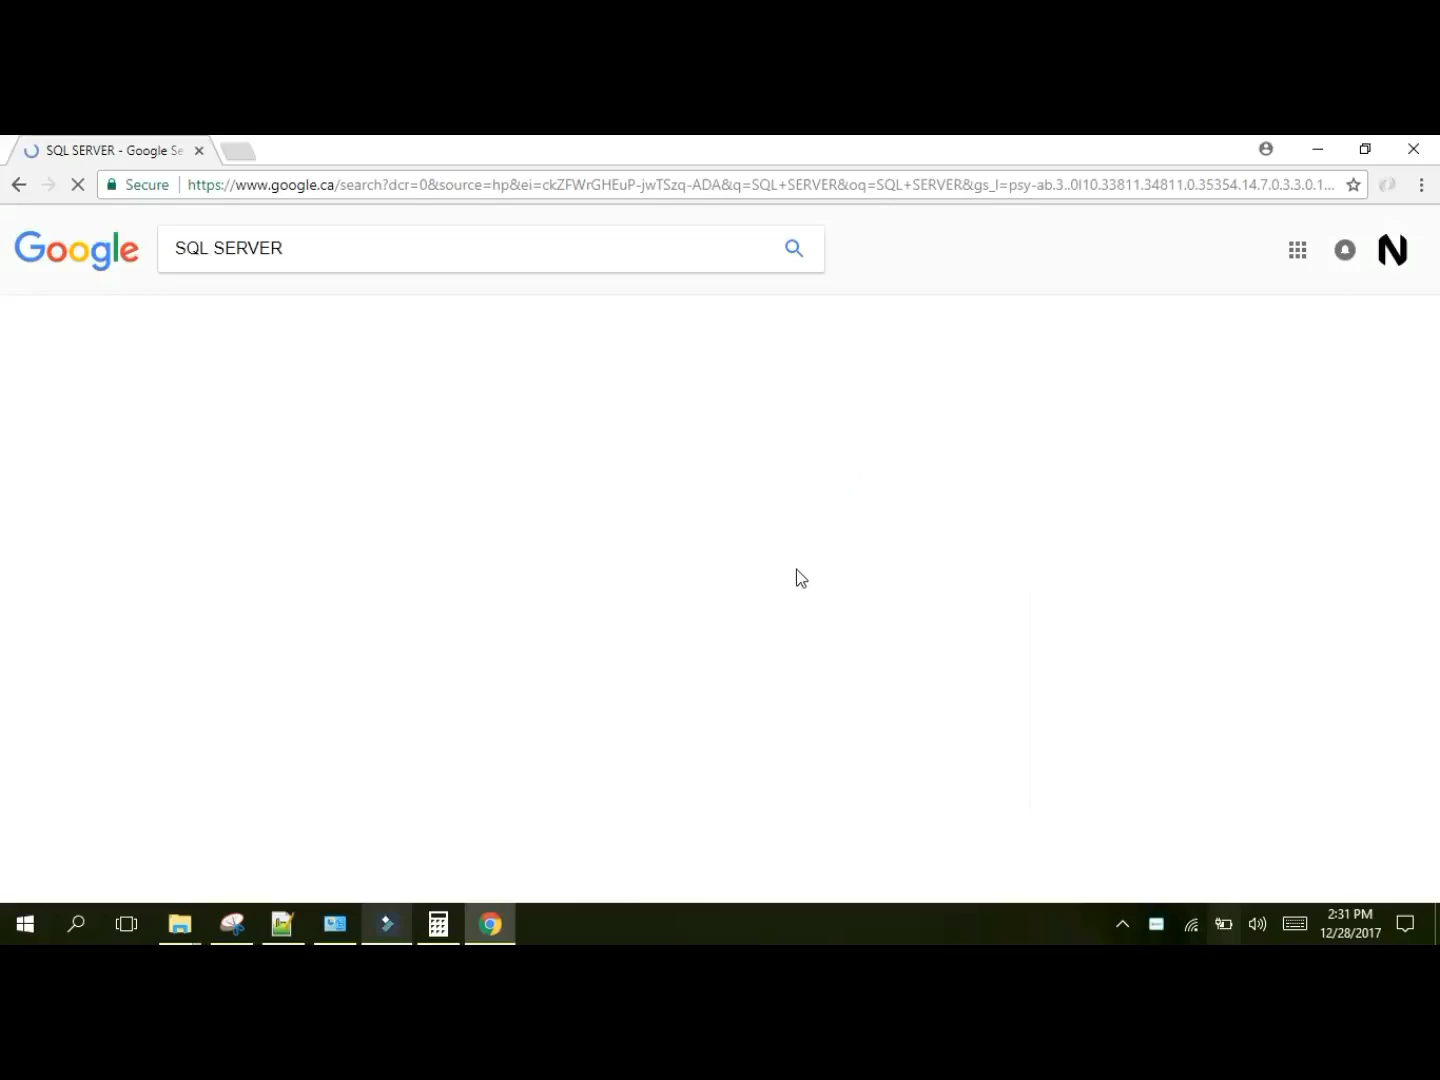 SQL SERVER - Google Se
Secure
https://www.google.ca/search?dcr=0&source=hp&ei=ckZFWrGHEuP-jwTSzq-ADA&q=SQL+SERVER&oq=SQL+SERVER&gs_l=psy-ab.3..0l10.33811.34811.0.35354.14.7.0.3.3.0.1...
Google
SQL SERVER
N
2:31 PM
12/28/2017